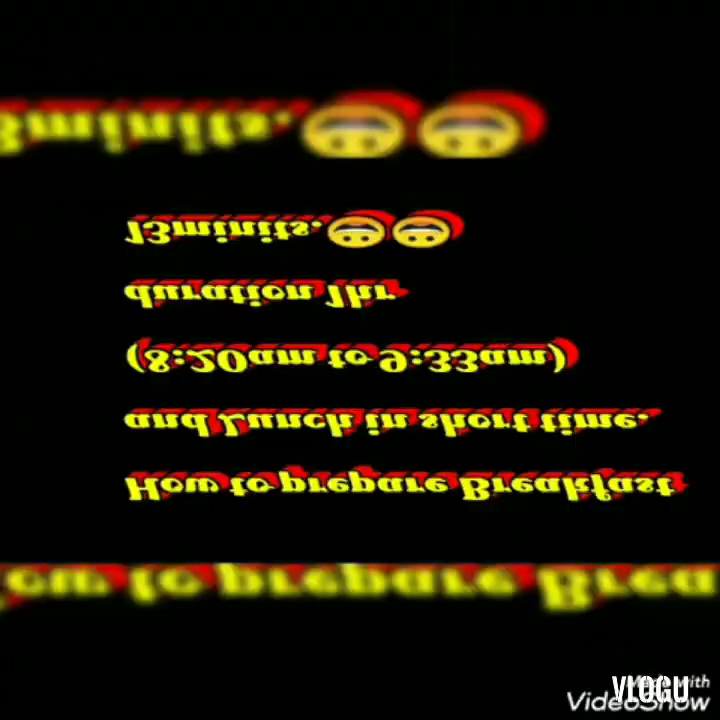 How to prepare Breakfast
and Lunch in short time.
(8:20am to 9:33am)
duration 1hr
13minits.
Made with
VideoShow
VLOGU